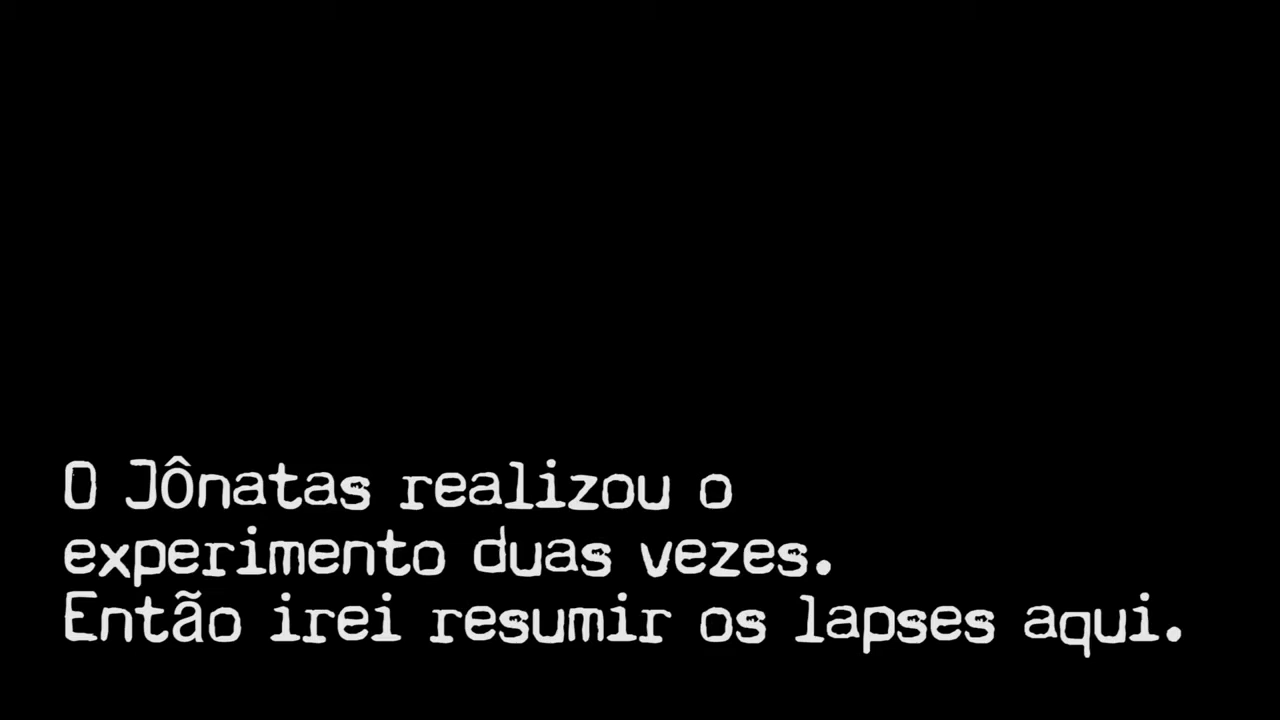 O Jônatas realizou o
experimento duas vezes.
Então irei resumir os lapses aqui.